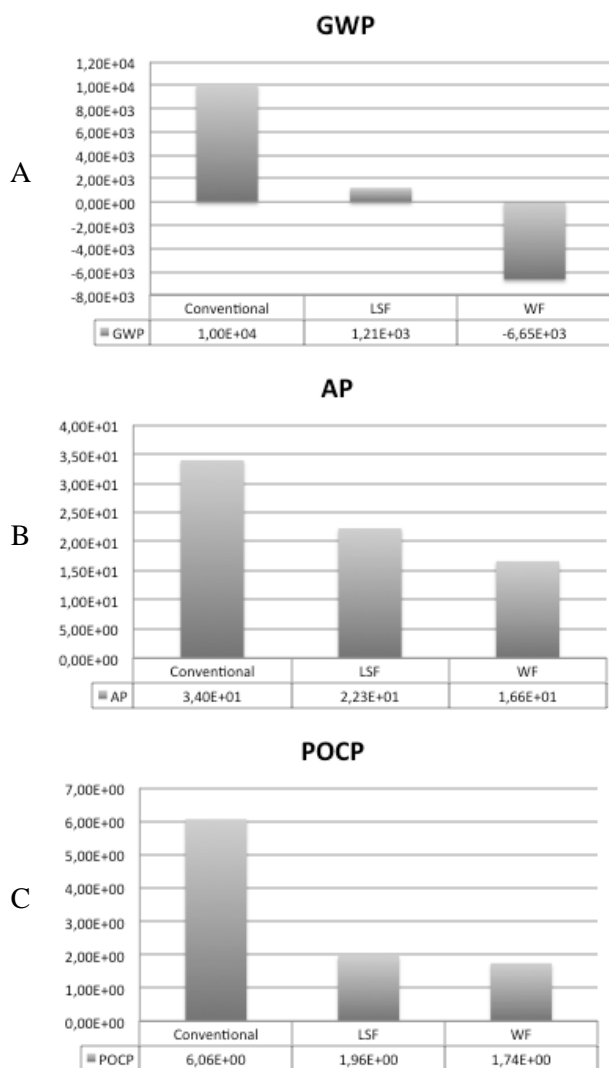 GWP
1,20E+04
1,00E+04
8,00E+03
6,00E+03
4,00E+03
2,00E+03
0,00E+00
-2,00E+03
-4,00E+03
-6,00E+03
-8,00E+03
A
Conventional LSF WF
GWP 1,00E+04 1,21E+03 -6,65E+03
AP
4,00E+01
3,50E+01
3,00E+01
2,50E+01
2,00E+01
1,50E+01
1,00E+01
5,00E+00
0,00E+00
B
Conventional LSF WF
AP 3,40E+01 2,23E+01 1,66E+01
POCP
7,00E+00
6,00E+00
5,00E+00
4,00E+00
3,00E+00
2,00E+00
1,00E+00
0,00E+00
C
Conventional LSF WF
POCP 6,06E+00 1,96E+00 1,74E+00